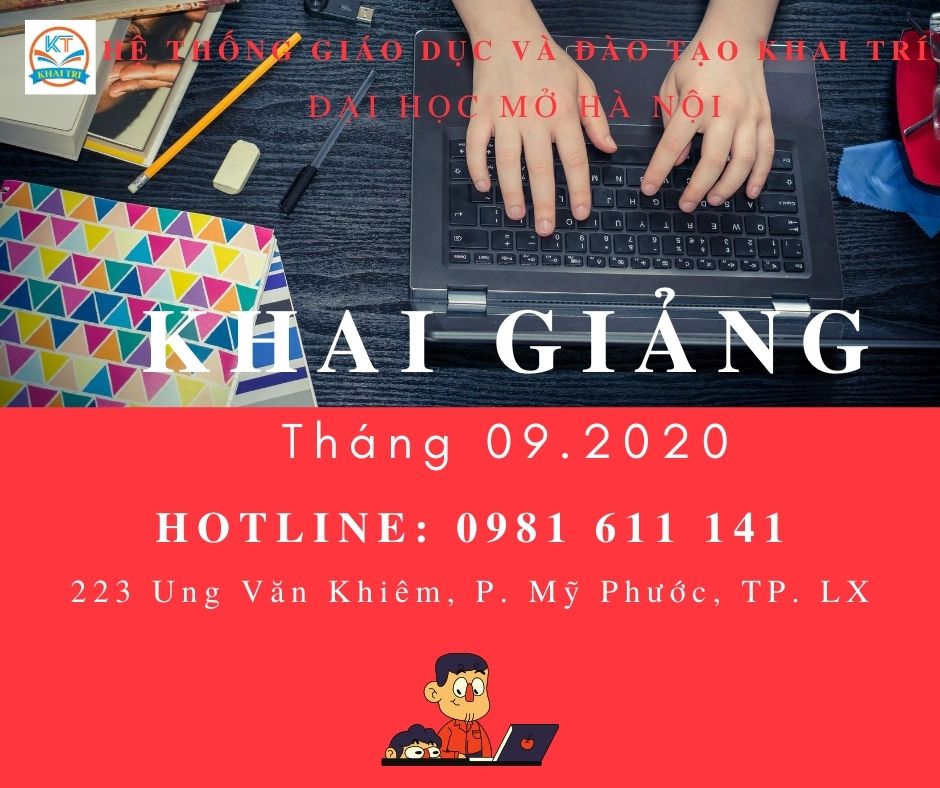 KT
KHAI TRI
HỆ THỐNG GIÁO DỤC VÀ ĐÀO TẠO KHAI TRÍ
ĐẠI HỌC MỞ HÀ NỘI
KHAI GIẢNG
Tháng 09.2020
HOTLINE: 0981 611 141
223 Ung Văn Khiêm, P. Mỹ Phước, TP. LX